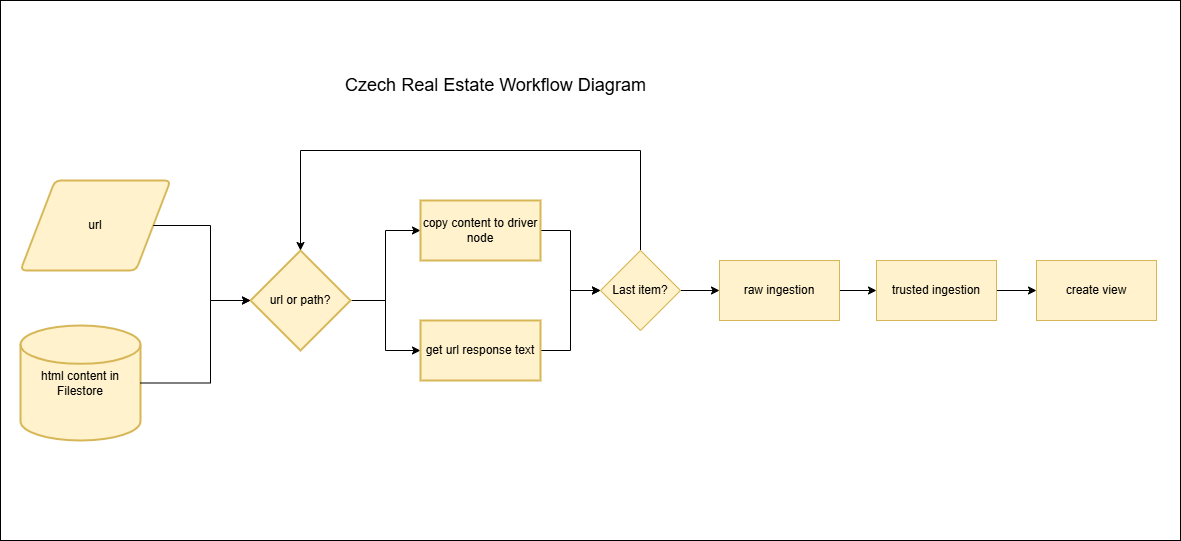 Czech Real Estate Workflow Diagram
url
html content in
Filestore
url or path?
copy content to driver
node
get url response text
Last item?
raw ingestion
trusted ingestion
create view